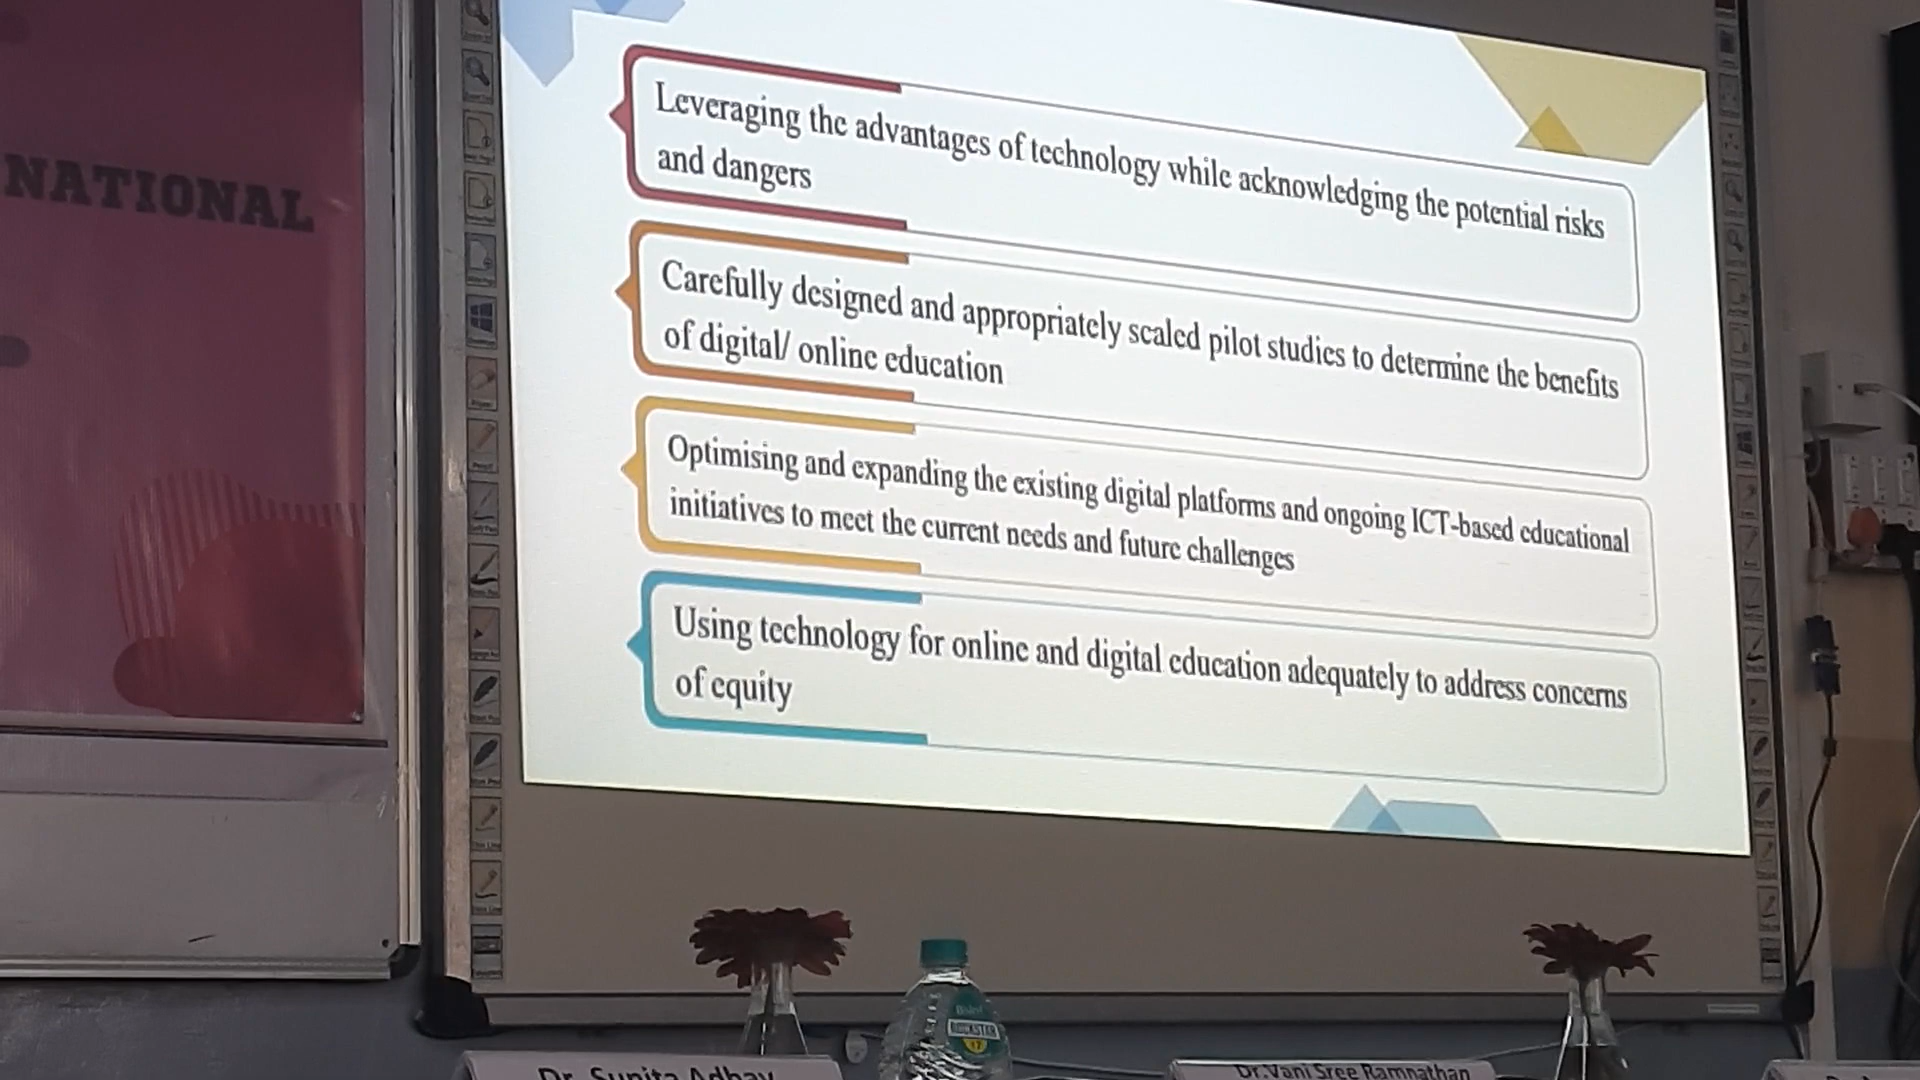 NATIONAL
Leveraging the advantages of technology while acknowledging the potential risks
and dangers
Carefully designed and appropriately scaled pilot studies to determine the benefits
of digital/ online education
Optimising and expanding the existing digital platforms and ongoing ICT-based educational
initiatives to meet the current needs and future challenges
Using technology for online and digital education adequately to address concerns
of equity
Dr. Sunita Adhav
Dr.Vani Sree Ramnathan